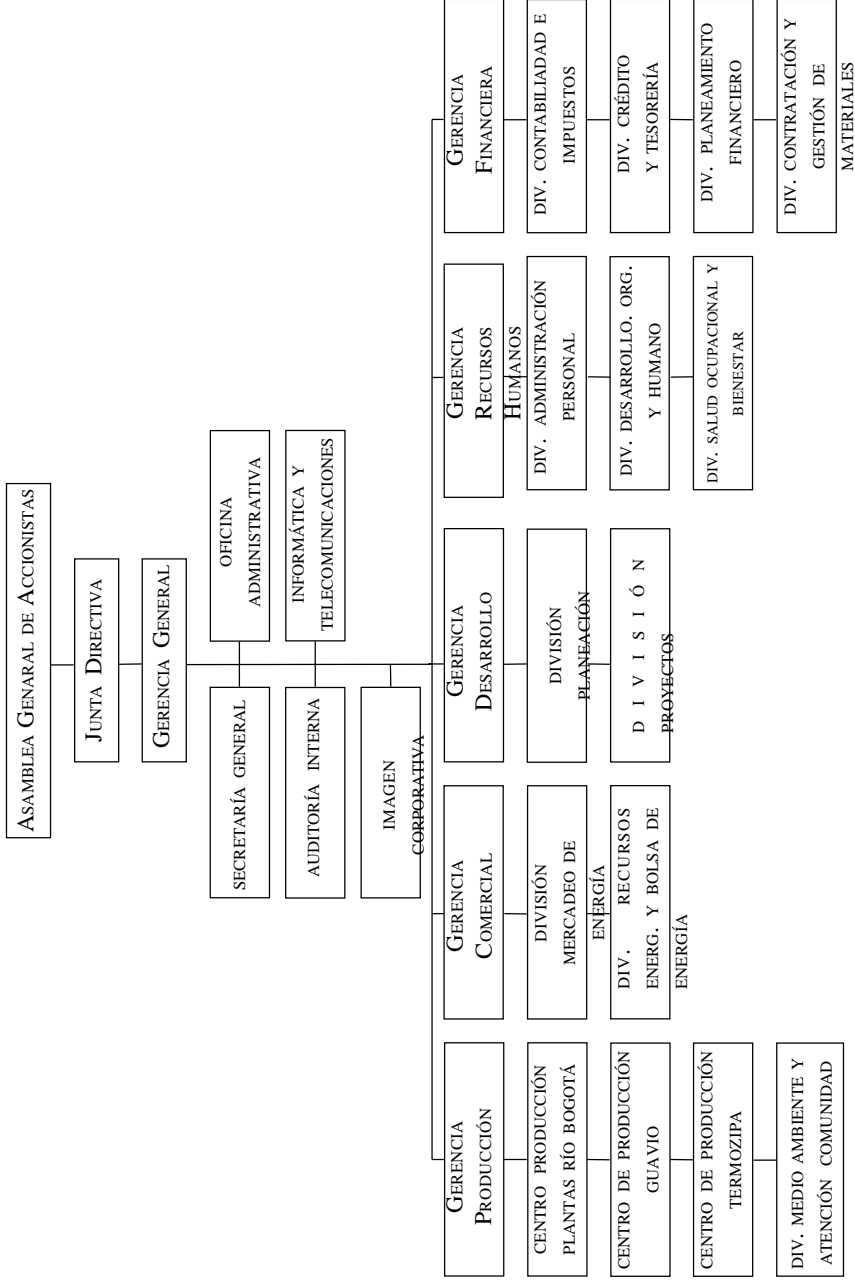 ASAMBLEA GENARAL DE ACCIONISTAS
JUNTA DIRECTIVA
GERENCIA GENERAL
SECRETARÍA GENERAL
OFICINA
ADMINISTRATIVA
AUDITORÍA INTERNA
INFORMÁTICA Y
TELECOMUNICACIONES
IMAGEN
CORPORATIVA
GERENCIA
PRODUCCIÓN
CENTRO PRODUCCIÓN
PLANTAS RÍO BOGOTÁ
CENTRO DE PRODUCCIÓN
GUAVIO
CENTRO DE PRODUCCIÓN
TERMOZIPA
DIV. MEDIO AMBIENTE Y
ATENCIÓN COMUNIDAD
GERENCIA
COMERCIAL
DIVISIÓN
MERCADEO DE
ENERGÍA
DIV. RECURSOS
ENERG. Y BOLSA DE
ENERGÍA
GERENCIA
DESARROLLO
DIVISIÓN
PLANEACIÓN
D I V I S I Ó N
PROYECTOS
GERENCIA
RECURSOS
HUMANOS
DIV. ADMINISTRACIÓN
PERSONAL
DIV. DESARROLLO. ORG.
Y HUMANO
DIV. SALUD OCUPACIONAL Y
BIENESTAR
GERENCIA
FINANCIERA
DIV. CONTABILIADAD E
IMPUESTOS
DIV. CRÉDITO
Y TESORERÍA
DIV. PLANEAMIENTO
FINANCIERO
DIV. CONTRATACIÓN Y
GESTIÓN DE
MATERIALES